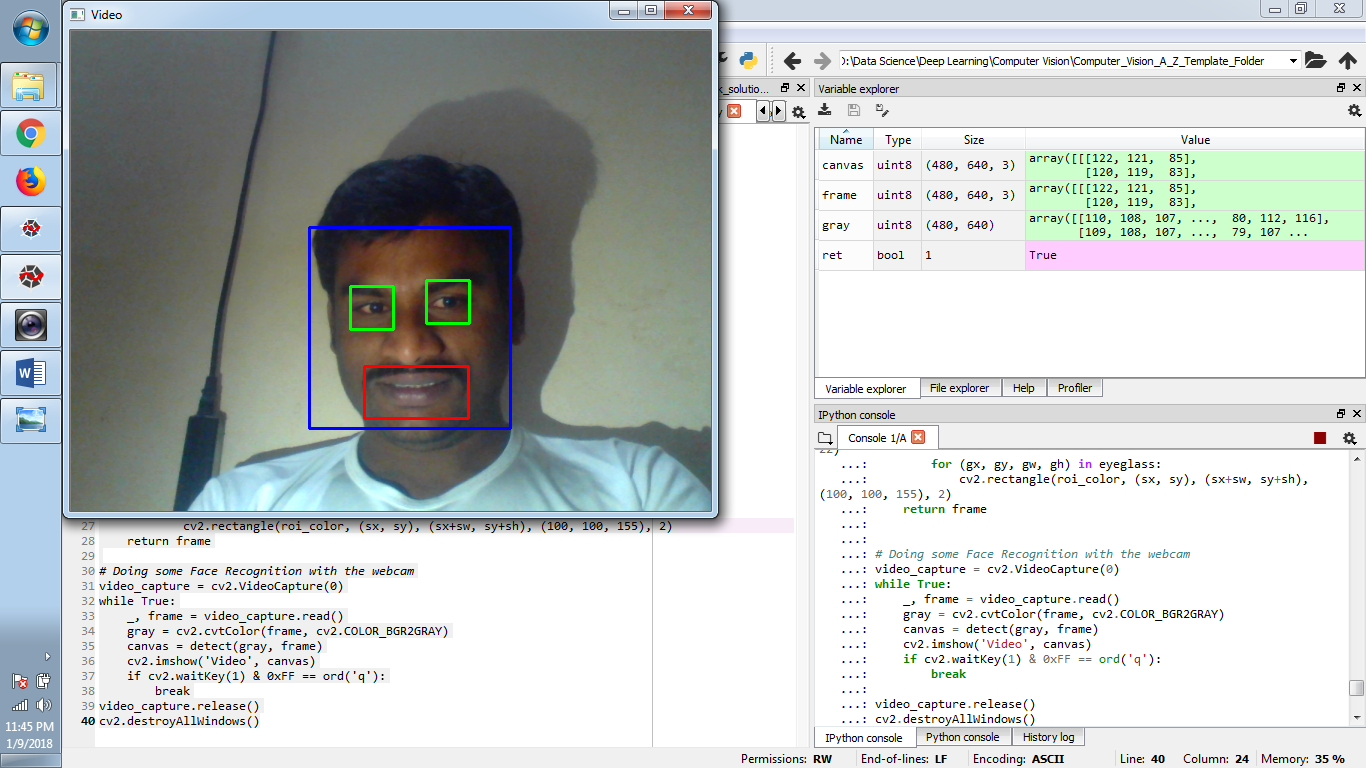 Video
D:\Data Science\Deep Learning\Computer Vision\Computer_Vision_A_Z_Template_Folder
k_solutio...
Variable explorer
Name Type Size Value
canvas uint8 (480, 640, 3) array([[[122, 121,  85],
[120, 119,  83],
frame uint8 (480, 640, 3) array([[[122, 121,  85],
[120, 119,  83],
gray uint8 (480, 640) array([[110, 108, 107, ...,  80, 112, 116],
[109, 108, 107, ...,  79, 107 ...
ret bool 1 True
Variable explorer File explorer Help Profiler
IPython console
Console 1/A
22)
...:         for (gx, gy, gw, gh) in eyeglass:
...:             cv2.rectangle(roi_color, (sx, sy), (sx+sw, sy+sh),
(100, 100, 155), 2)
...:     return frame
...:
...:
...: # Doing some Face Recognition with the webcam
...: video_capture = cv2.VideoCapture(0)
...: while True:
...:     _, frame = video_capture.read()
...:     gray = cv2.cvtColor(frame, cv2.COLOR_BGR2GRAY)
...:     canvas = detect(gray, frame)
...:     cv2.imshow('Video', canvas)
...:     if cv2.waitKey(1) & 0xFF == ord('q'):
...:         break
...:
...: video_capture.release()
...: cv2.destroyAllWindows()
IPython console Python console History log
27             cv2.rectangle(roi_color, (sx, sy), (sx+sw, sy+sh), (100, 100, 155), 2)
28     return frame
29
30 # Doing some Face Recognition with the webcam
31 video_capture = cv2.VideoCapture(0)
32 while True:
33     _, frame = video_capture.read()
34     gray = cv2.cvtColor(frame, cv2.COLOR_BGR2GRAY)
35     canvas = detect(gray, frame)
36     cv2.imshow('Video', canvas)
37     if cv2.waitKey(1) & 0xFF == ord('q'):
38         break
39 video_capture.release()
40 cv2.destroyAllWindows()
11:45 PM
1/9/2018
Permissions: RW End-of-lines: LF Encoding: ASCII Line: 40 Column: 24 Memory: 35 %